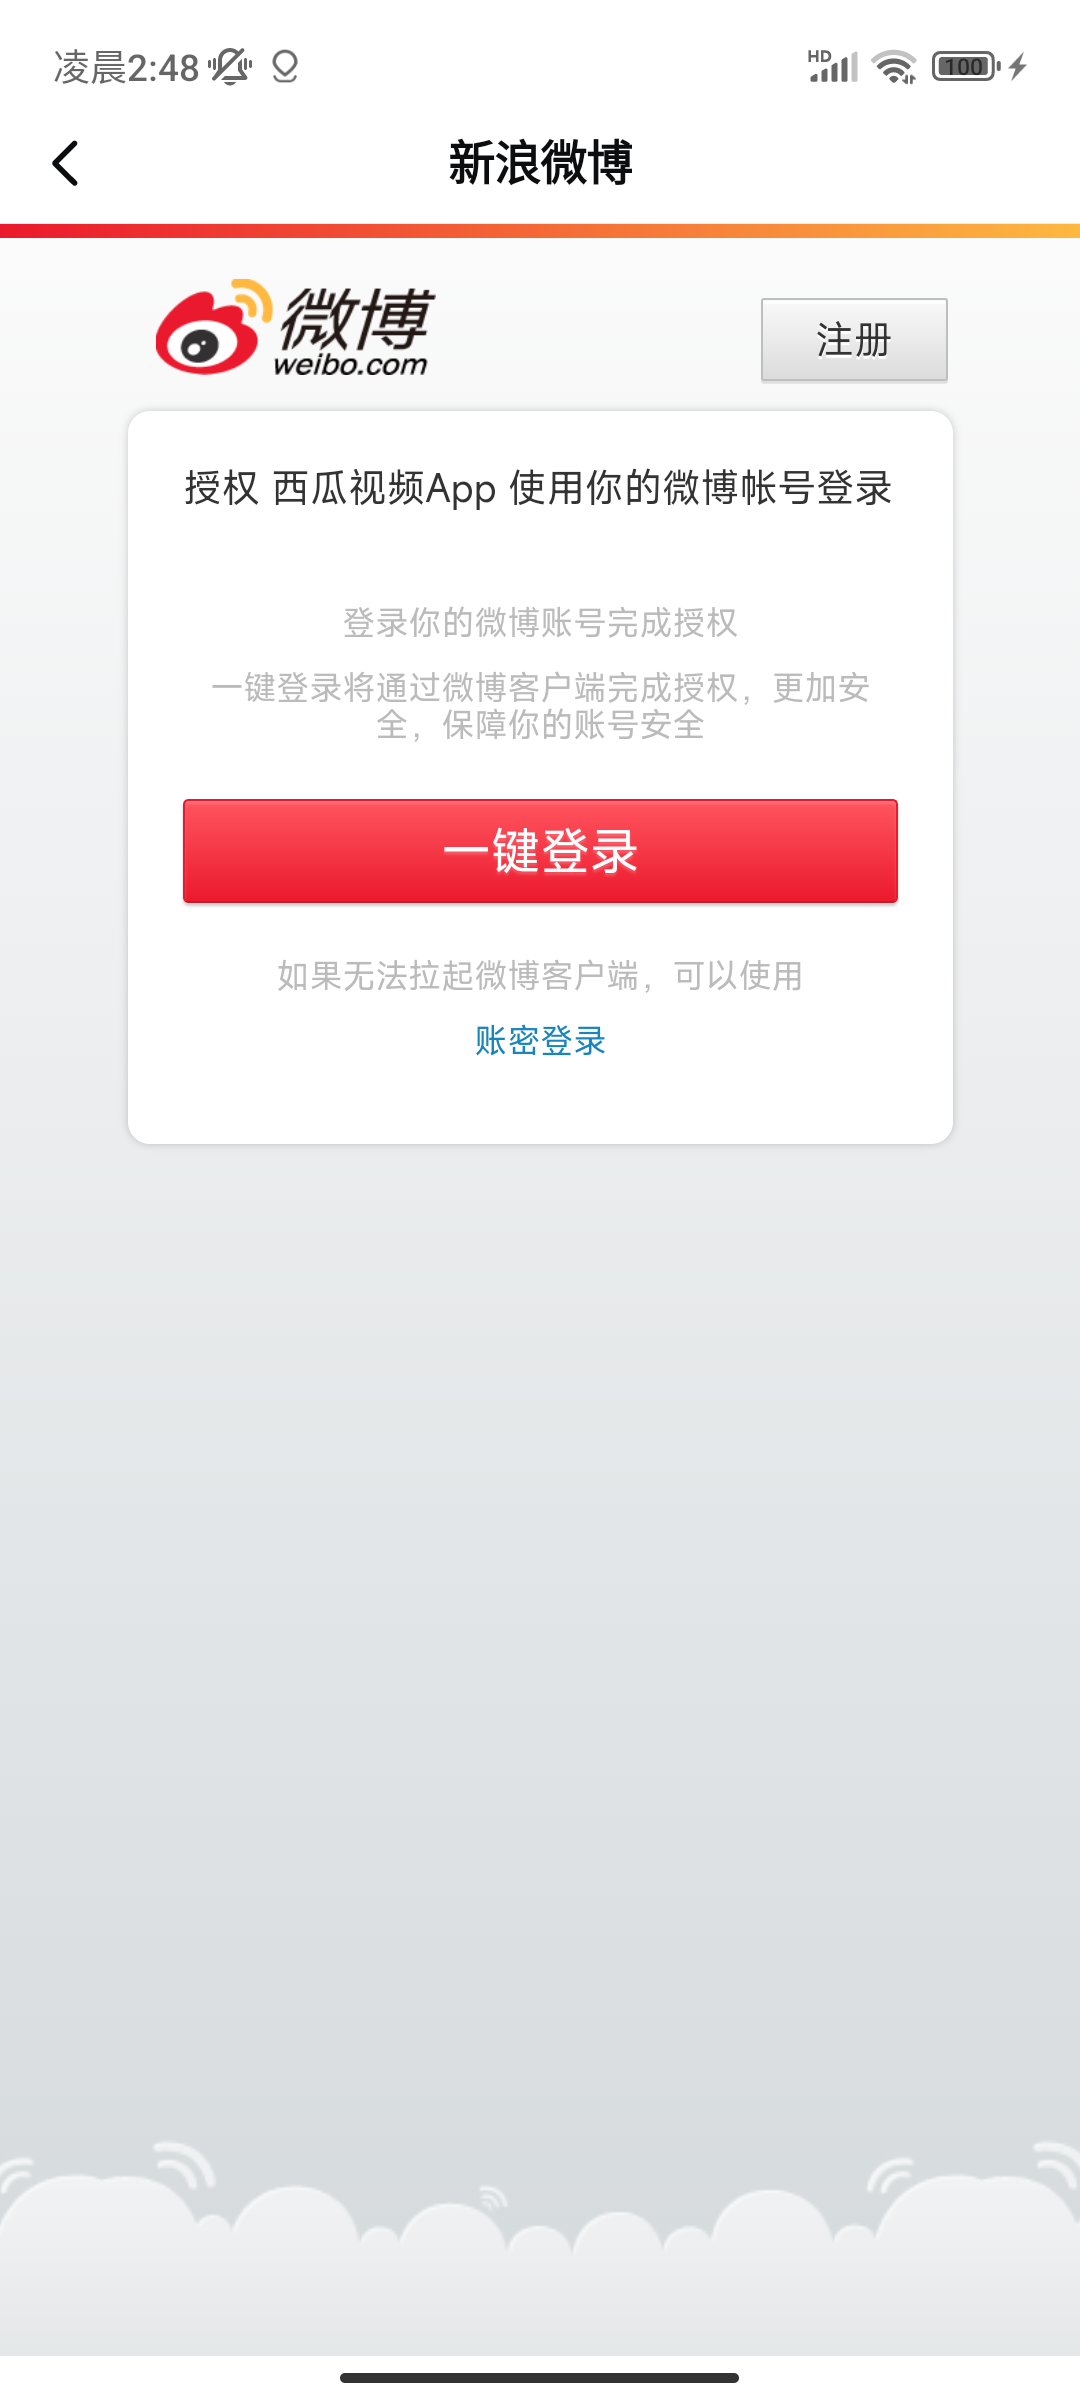 凌晨2:48
HD
100
新浪微博
微博
weibo.com
注册
授权 西瓜视频App 使用你的微博帐号登录
登录你的微博账号完成授权
一键登录将通过微博客户端完成授权，更加安
全，保障你的账号安全
一键登录
如果无法拉起微博客户端，可以使用
账密登录